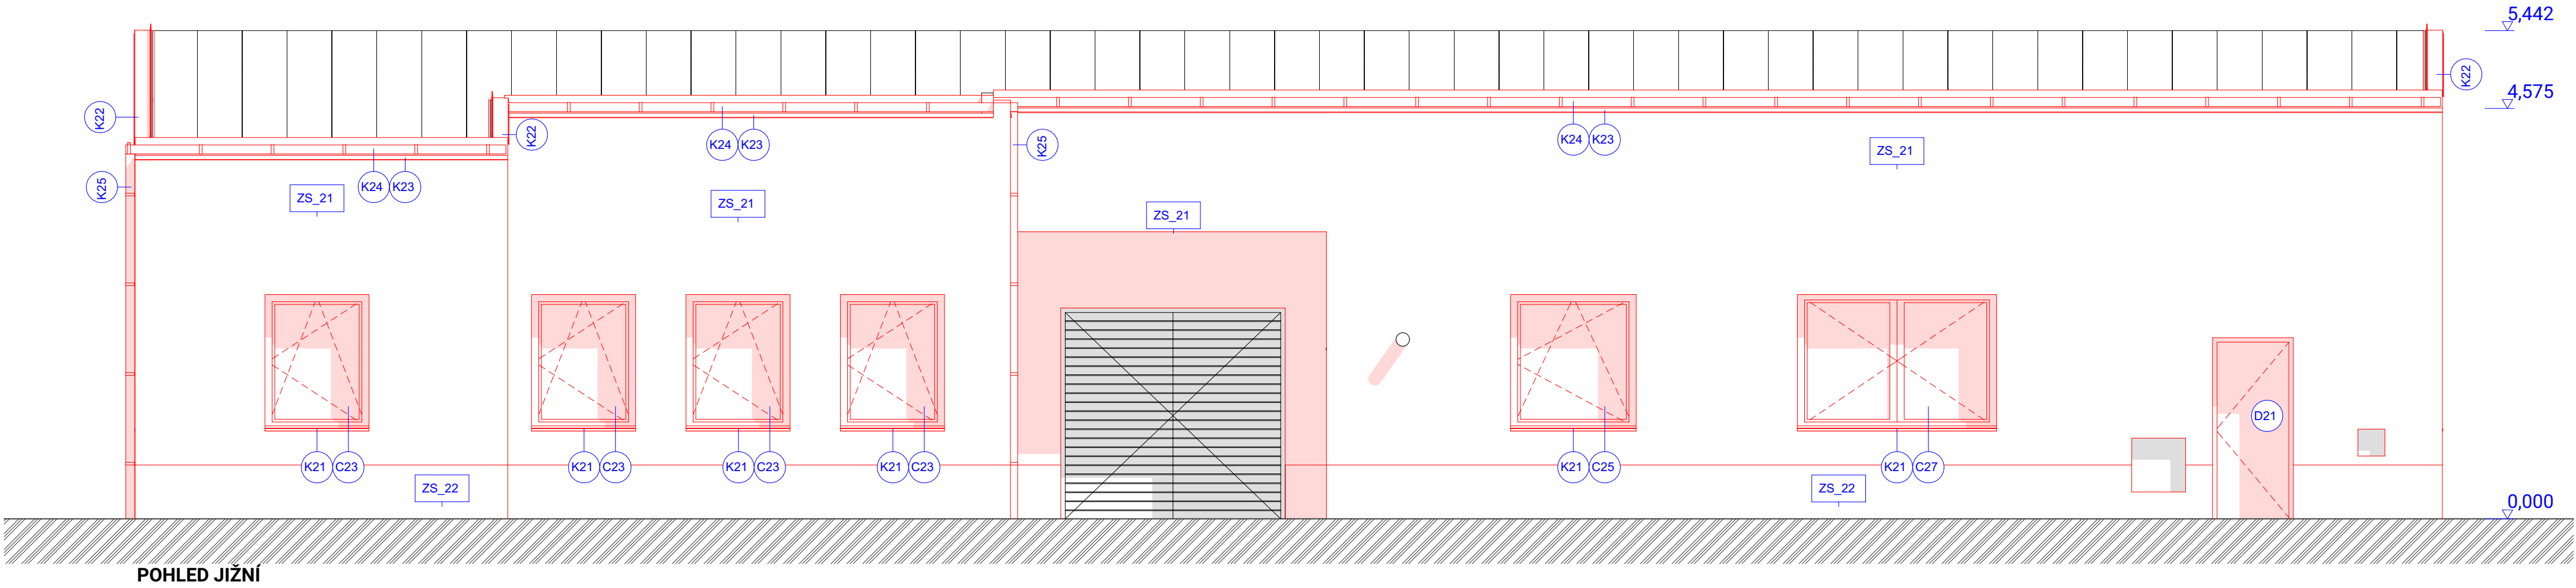 5,442
K22
4,575
K22
K22
K24 K23
K25
K24 K23
ZS_21
K25
K24 K23
ZS_21
ZS_21
ZS_21
D21
K21 C23
K21 C23
K21 C23
K21 C23
K21 C25
K21 C27
ZS_22
ZS_22
0,000
POHLED JIŽNÍ